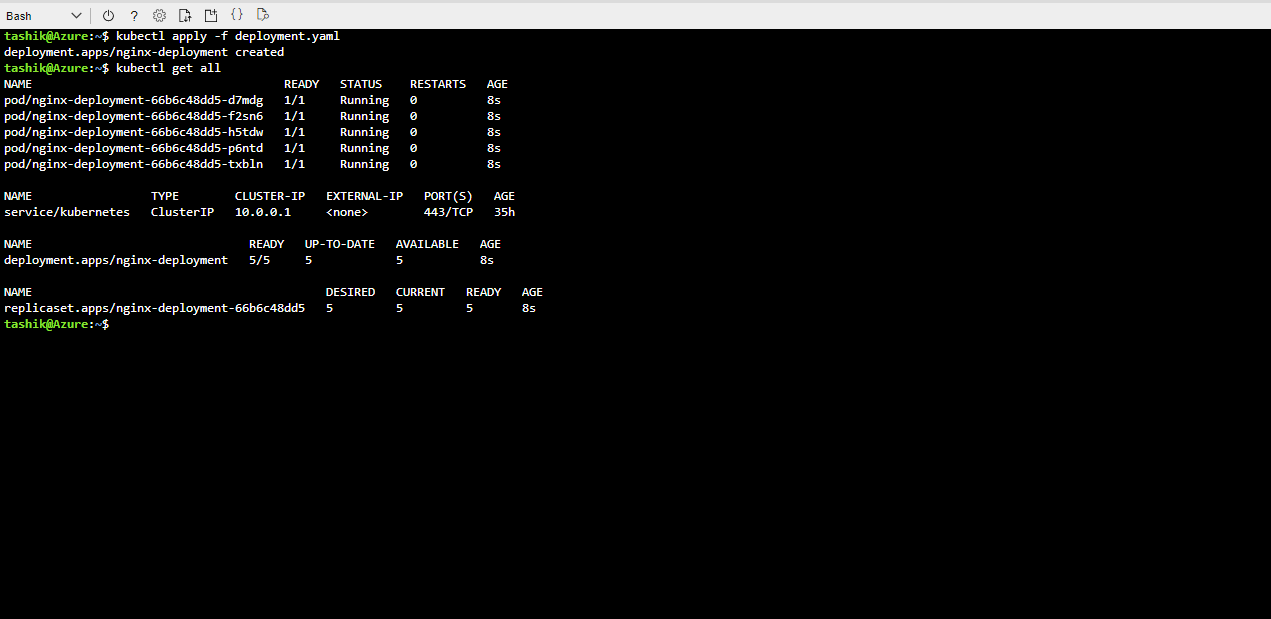 Bash
?
{}
tashik@Azure:~$ kubectl apply -f deployment.yaml
deployment.apps/nginx-deployment created
tashik@Azure:~$ kubectl get all
NAME READY STATUS RESTARTS AGE
pod/nginx-deployment-66b6c48dd5-d7mdg 1/1 Running 0 8s
pod/nginx-deployment-66b6c48dd5-f2sn6 1/1 Running 0 8s
pod/nginx-deployment-66b6c48dd5-h5tdw 1/1 Running 0 8s
pod/nginx-deployment-66b6c48dd5-p6ntd 1/1 Running 0 8s
pod/nginx-deployment-66b6c48dd5-txbln 1/1 Running 0 8s
NAME TYPE CLUSTER-IP EXTERNAL-IP PORT(S) AGE
service/kubernetes ClusterIP 10.0.0.1 <none> 443/TCP 35h
NAME READY UP-TO-DATE AVAILABLE AGE
deployment.apps/nginx-deployment 5/5 5 5 8s
NAME DESIRED CURRENT READY AGE
replicaset.apps/nginx-deployment-66b6c48dd5 5 5 5 8s
tashik@Azure:~$